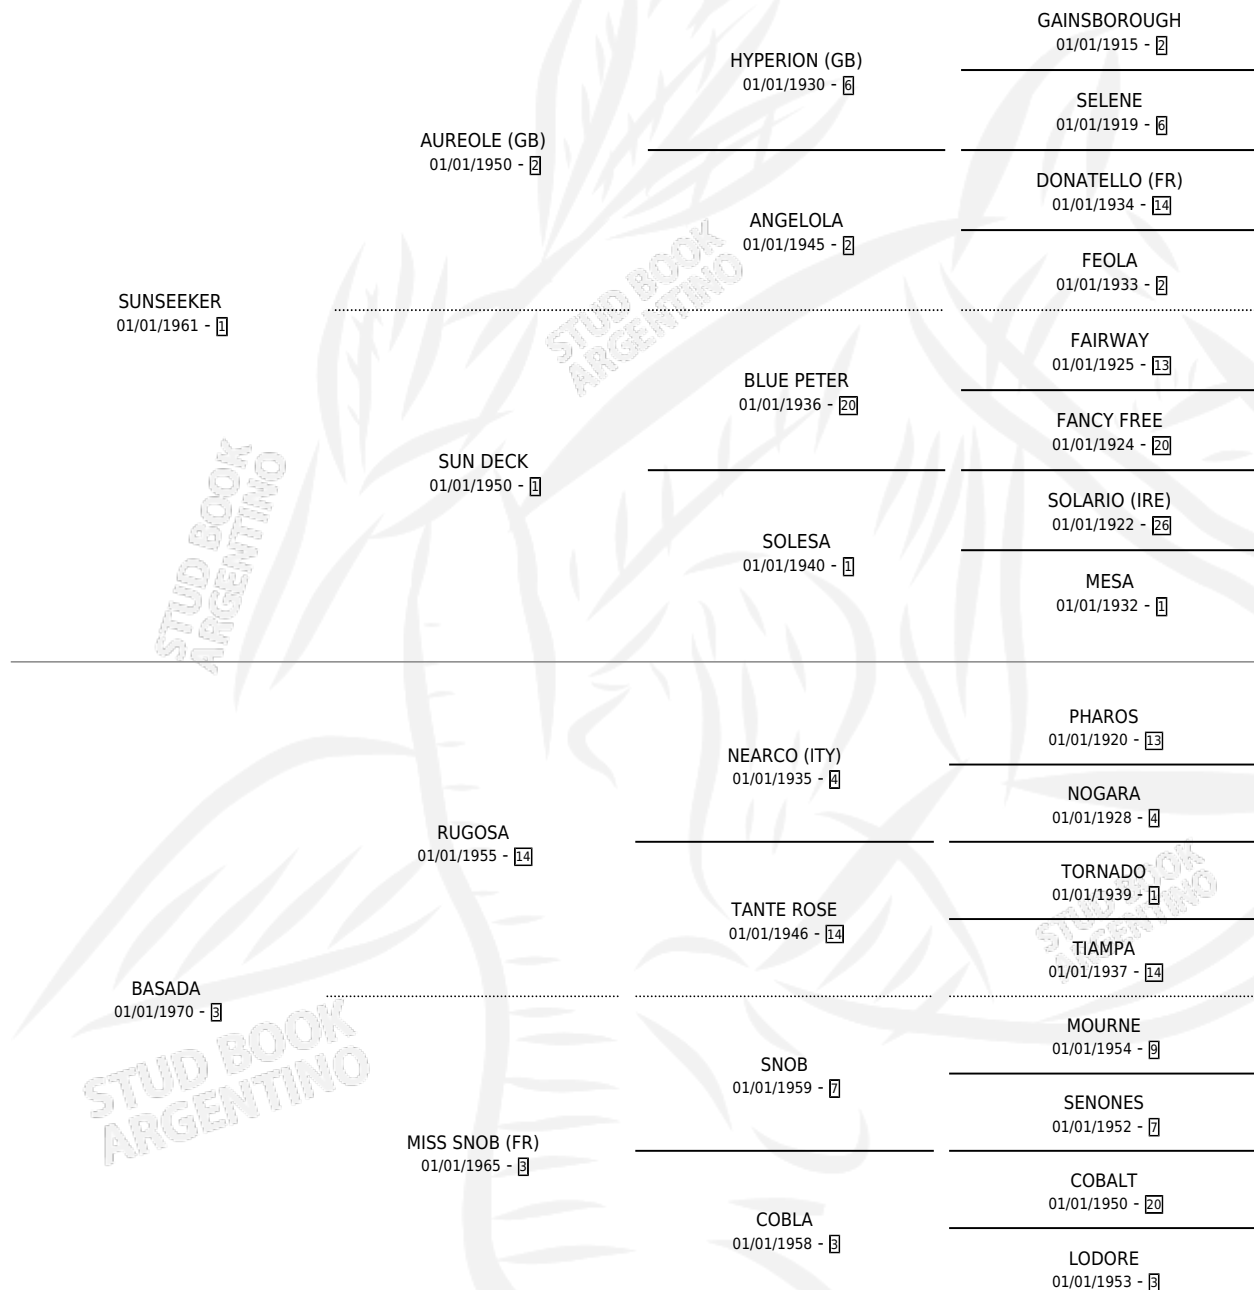 GAINSBOROUGH
01/01/1915 - 2
HYPERION (GB)
01/01/1930 - 6
SELENE
01/01/1919 - 6
AUREOLE (GB)
01/01/1950 - 2
DONATELLO (FR)
01/01/1934 - 14
ANGELOLA
01/01/1945 - 2
FEOLA
01/01/1933 - 2
SUNSEEKER
01/01/1961 - 1
FAIRWAY
01/01/1925 - 13
BLUE PETER
01/01/1936 - 20
FANCY FREE
01/01/1924 - 20
SUN DECK
01/01/1950 - 1
SOLARIO (IRE)
01/01/1922 - 26
SOLESA
01/01/1940 - 1
MESA
01/01/1932 - 1
PHAROS
01/01/1920 - 13
NEARCO (ITY)
01/01/1935 - 4
NOGARA
01/01/1928 - 4
RUGOSA
01/01/1955 - 14
TORNADO
01/01/1939 - 1
TANTE ROSE
01/01/1946 - 14
TIAMPA
01/01/1937 - 14
BASADA
01/01/1970 - 3
MOURNE
01/01/1954 - 9
SNOB
01/01/1959 - 7
SENONES
01/01/1952 - 7
MISS SNOB (FR)
01/01/1965 - 3
COBALT
01/01/1950 - 20
COBLA
01/01/1958 - 3
LODORE
01/01/1953 - 3
STUD BOOK
ARGENTINO
STUD BOOK
ARGENTINO
STUD BOOK
ARGENTINO
STUD BOOK
ARGENTINO